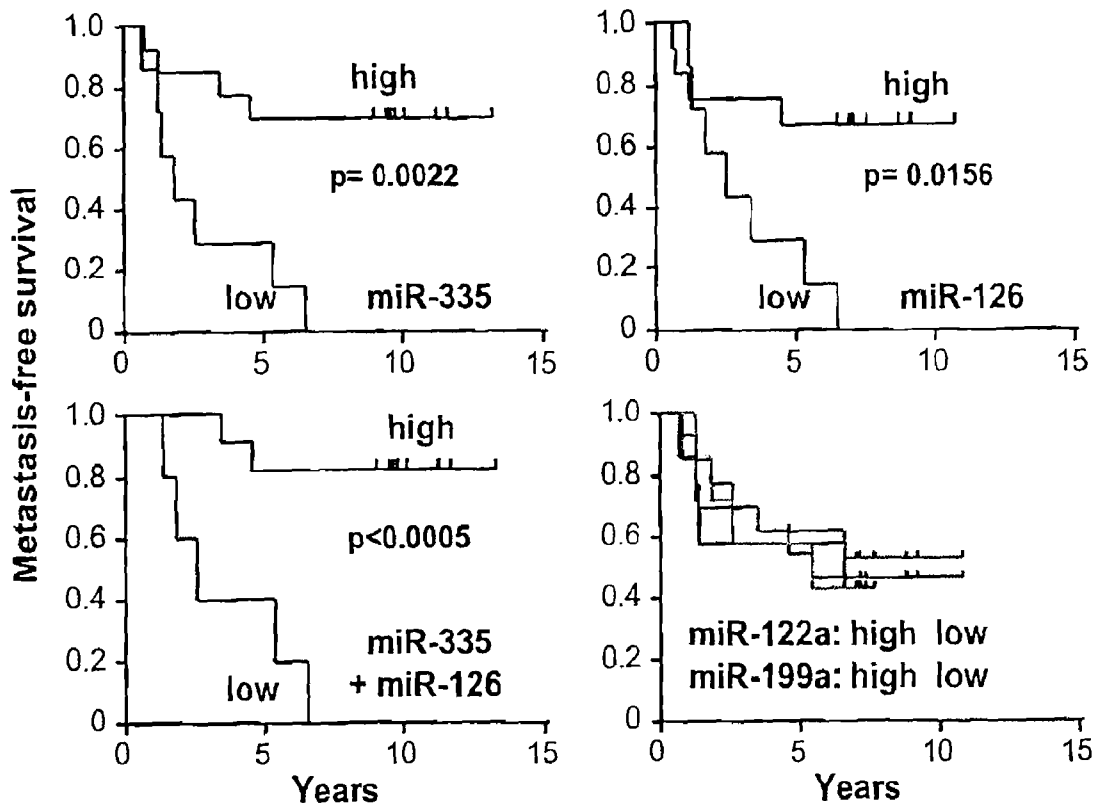 Metastasis-free survival
1.0
0.8
0.6
0.4
0.2
0
high
p= 0.0022
low
miR-335
0
5
10
15
1.0
0.8
0.6
0.4
0.2
0
high
p= 0.0156
low
miR-126
0
5
10
15
1.0
0.8
0.6
0.4
0.2
0
high
p<0.0005
low
miR-335
+ miR-126
0
5
10
15
Years
1.0
0.8
0.6
0.4
0.2
0
miR-122a: high low
miR-199a: high low
0
5
10
15
Years